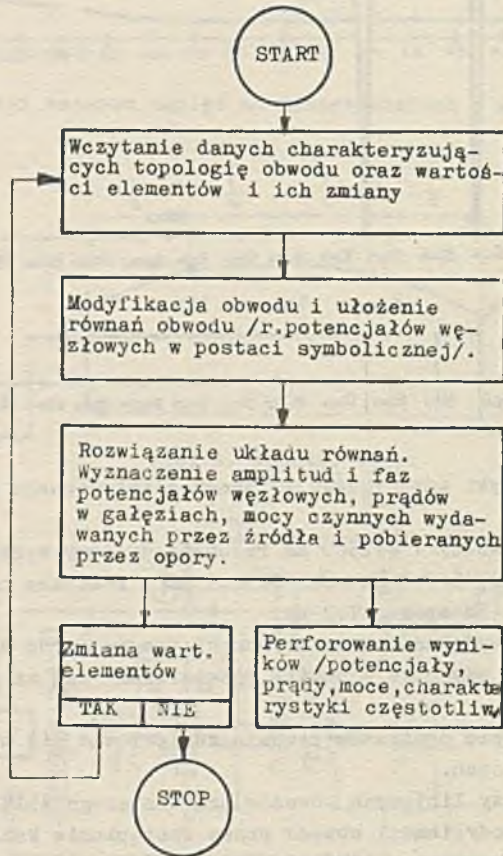 START
Wczytanie danych charakteryzują-
cych topologię obwodu oraz wartoś-
ci elementów i ich zmiany
Modyfikacja obwodu i ułożenie
równań obwodu /r.potencjałów wę-
złowych w postaci symbolicznej/.
Rozwiązanie układu równań.
Wyznaczenie amplitud i faz
potencjałów węzłowych, prądów
w gałęziach, mocy czynnych wyda-
wanych przez źródła i pobieranych
przez opory.
Zmiana wart.
elementów
TAK NIE
Perforowanie wyni-
ków /potencjały,
prądy,moce,charakte
rystyki częstotliw/
STOP